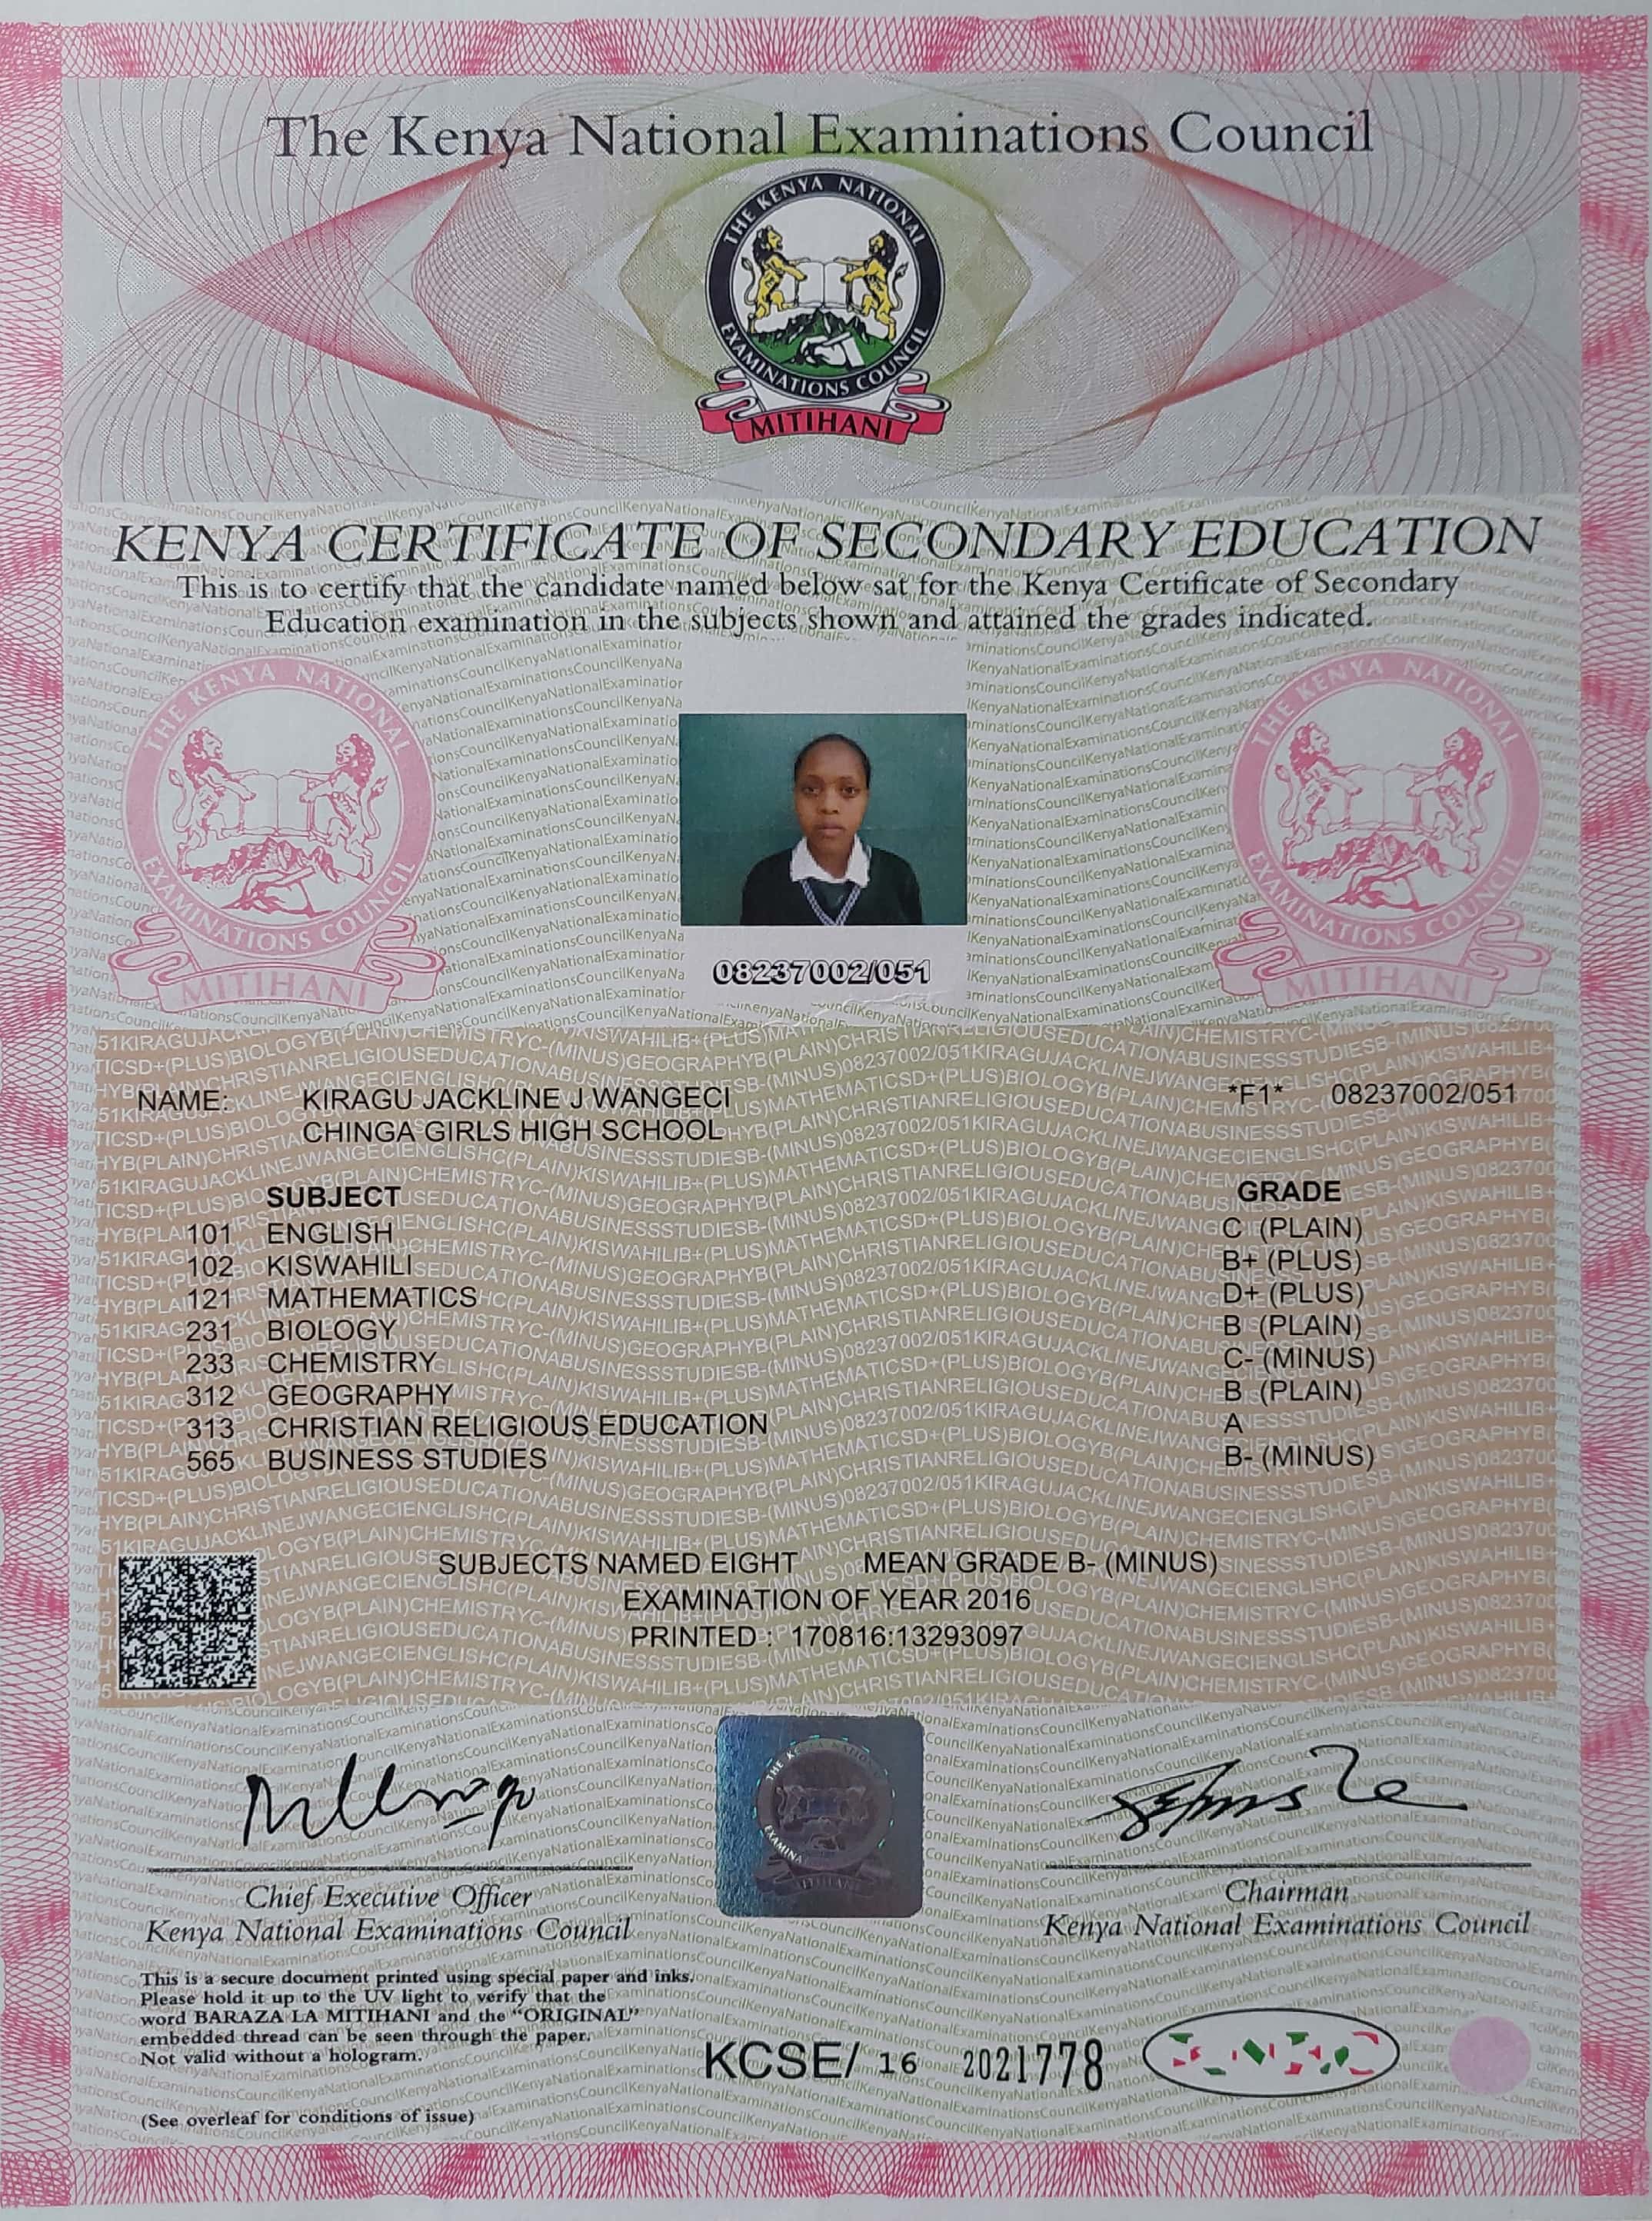 The Kenya National Examinations Council
THE KENYA NATIONAL
EXAMINATIONS COUNCIL
MITIHANI
KENYA CERTIFICATE OF SECONDARY EDUCATION
This is to certify that the candidate named below sat for the Kenya Certificate of Secondary
Education examination in the subjects shown and attained the grades indicated.
THE KENYA NATIONAL
EXAMINATIONS COUNCIL
MITIHANI
THE KENYA NATIONAL
EXAMINATIONS COUNCIL
MITIHANI
08237002/051
NAME: KIRAGU JACKLINE J WANGECI *F1* 08237002/051
CHINGA GIRLS HIGH SCHOOL
SUBJECT GRADE
101 ENGLISH C (PLAIN)
102 KISWAHILI B+ (PLUS)
121 MATHEMATICS D+ (PLUS)
231 BIOLOGY B (PLAIN)
233 CHEMISTRY C- (MINUS)
312 GEOGRAPHY B (PLAIN)
313 CHRISTIAN RELIGIOUS EDUCATION A
565 BUSINESS STUDIES B- (MINUS)
SUBJECTS NAMED EIGHT MEAN GRADE B- (MINUS)
EXAMINATION OF YEAR 2016
PRINTED : 170816:13293097
Chief Executive Officer
Kenya National Examinations Council
Chairman
Kenya National Examinations Council
This is a secure document printed using special paper and inks.
Please hold it up to the UV light to verify that the
word BARAZA LA MITIHANI and the "ORIGINAL"
embedded thread can be seen through the paper.
Not valid without a hologram.
KCSE/ 16 2021778
(See overleaf for conditions of issue)